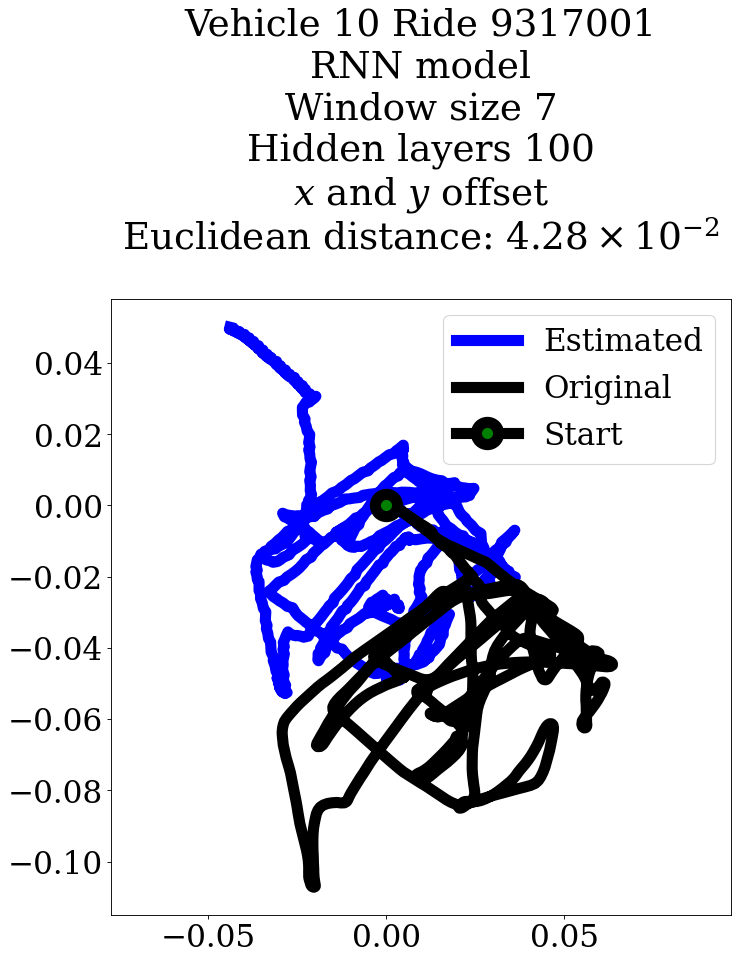 Vehicle 10 Ride 9317001
RNN model
Window size 7
Hidden layers 100
x and y offset
Euclidean distance: 4.28 × 10⁻²
Estimated
Original
Start
0.04
0.02
0.00
−0.02
−0.04
−0.06
−0.08
−0.10
−0.05 0.00 0.05